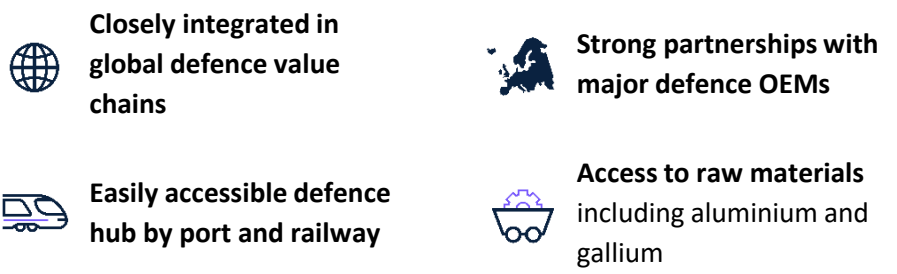 Closely integrated in
global defence value
chains
Strong partnerships with
major defence OEMs
Easily accessible defence
hub by port and railway
Access to raw materials
including aluminium and
gallium